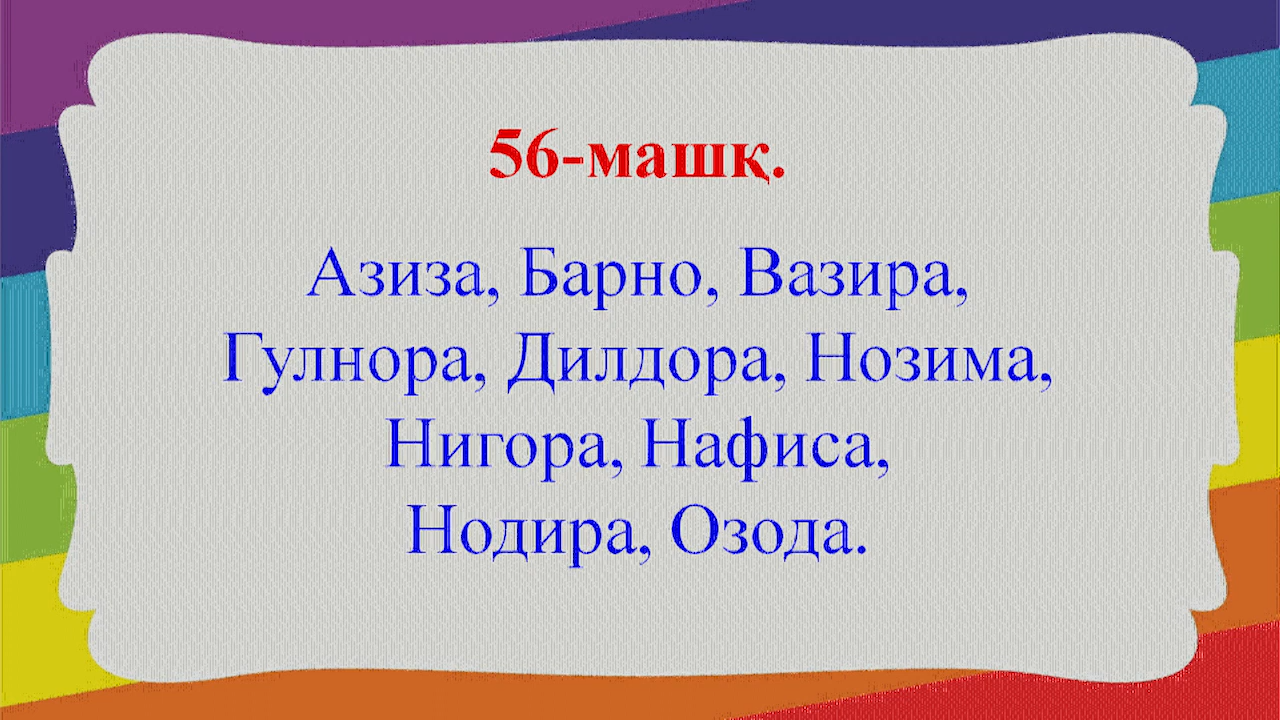 56-машқ.
Азиза, Барно, Вазира,
Гулнора, Дилдора, Нозима,
Нигора, Нафиса,
Нодира, Озода.